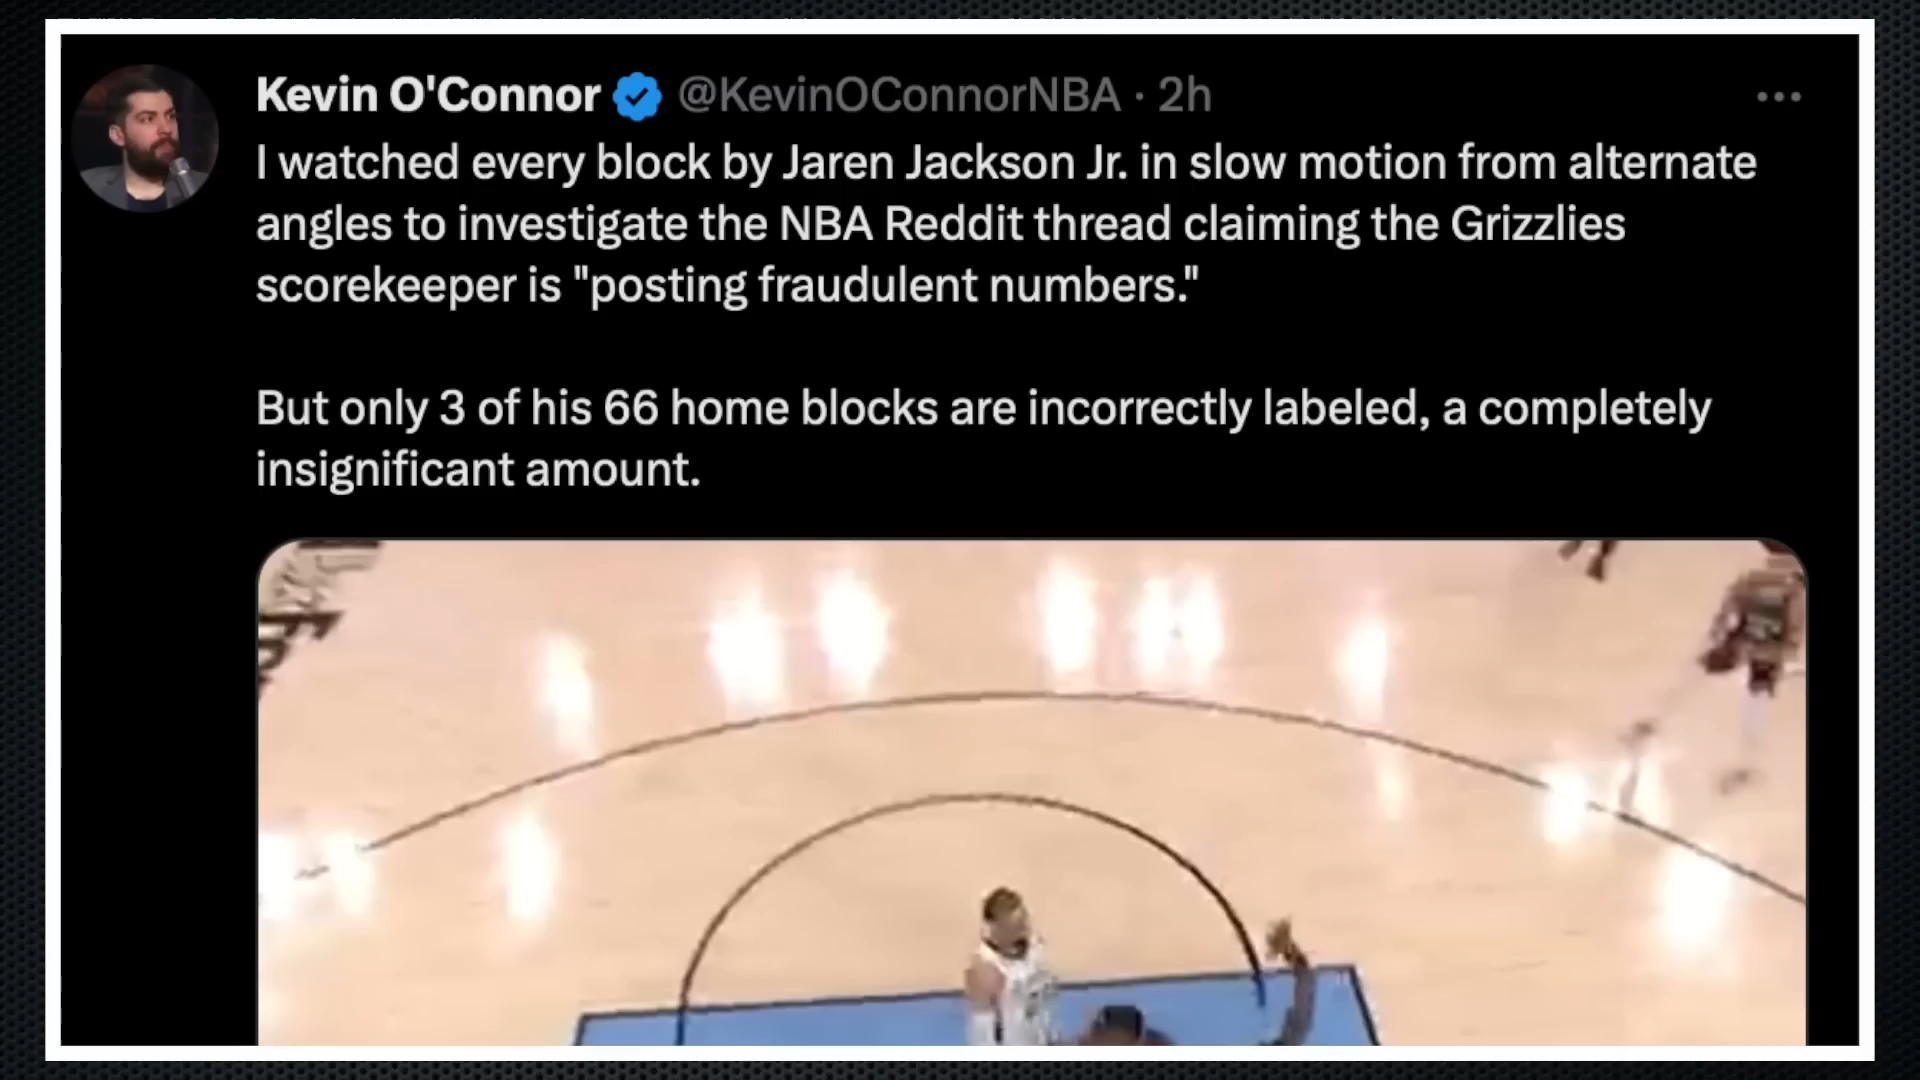 Kevin O'Connor @KevinOConnorNBA · 2h
I watched every block by Jaren Jackson Jr. in slow motion from alternate
angles to investigate the NBA Reddit thread claiming the Grizzlies
scorekeeper is "posting fraudulent numbers."
But only 3 of his 66 home blocks are incorrectly labeled, a completely
insignificant amount.